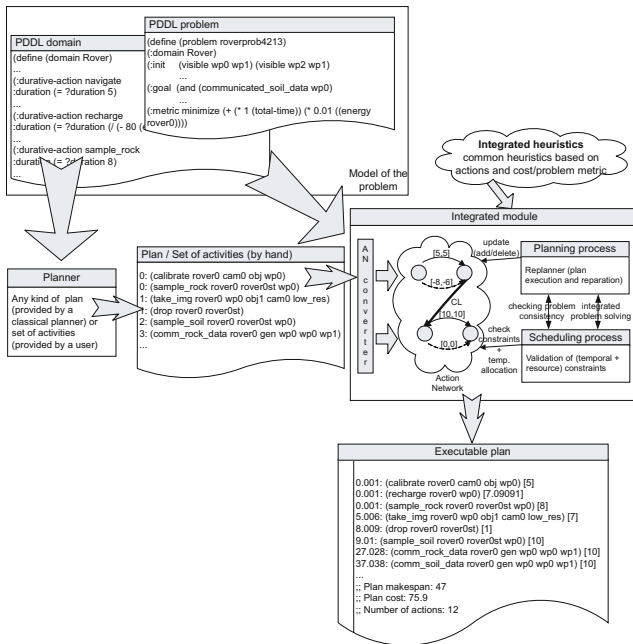 PDDL problem
(define (problem roverprob4213)
(:domain Rover)
(:init (visible wp0 wp1) (visible wp2 wp1)
...
(:goal (and (communicated_soil_data wp0)
...
(:metric minimize (+ (* 1 (total-time)) (* 0.01 ((energy
rover0))))
PDDL domain
(define (domain Rover)
...
(:durative-action navigate
:duration (= ?duration 5)
...
(:durative-action recharge
:duration (= ?duration (/ (- 80 (e
...
(:durative-action sample_rock
:duration (= ?duration 8)
...
Model of the
problem
Integrated heuristics
common heuristics based on
actions and cost/problem metric
Planner
Any kind of plan
(provided by a
classical planner) or
set of activities
(provided by a user)
Plan / Set of activities (by hand)
0: (calibrate rover0 cam0 obj wp0)
0: (sample_rock rover0 rover0st wp0)
1: (take_img rover0 wp0 obj1 cam0 low_res)
1: (drop rover0 rover0st)
2: (sample_soil rover0 rover0st wp0)
3: (comm_rock_data rover0 gen wp0 wp0 wp1)
...
Integrated module
AN converter
[5,5]
[-8,-6]
CL
[10,10]
[0,0]
Action
Network
update
(add/delete)
check
constraints
+
temp.
allocation
Planning process
Replanner (plan
execution and reparation)
checking problem
consistency
integrated
problem solving
Scheduling process
Validation of (temporal +
resource) constraints
Executable plan
0.001: (calibrate rover0 cam0 obj wp0) [5]
0.001: (recharge rover0 wp0) [7.09091]
0.001: (sample_rock rover0 rover0st wp0) [8]
5.006: (take_img rover0 wp0 obj1 cam0 low_res) [7]
8.009: (drop rover0 rover0st) [1]
9.01: (sample_soil rover0 rover0st wp0) [10]
27.028: (comm_rock_data rover0 gen wp0 wp0 wp1) [10]
37.038: (comm_soil_data rover0 gen wp0 wp0 wp1) [10]
...
;; Plan makespan: 47
;; Plan cost: 75.9
;; Number of actions: 12